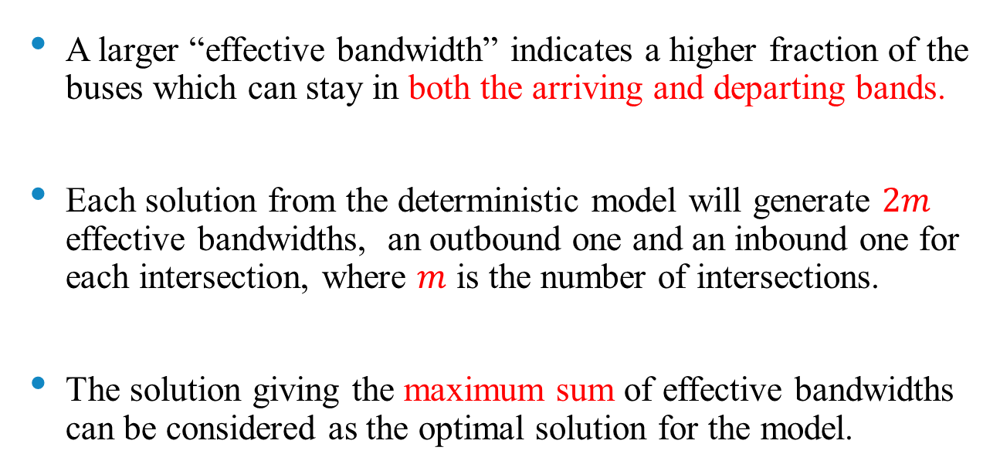 • A larger “effective bandwidth” indicates a higher fraction of the
buses which can stay in both the arriving and departing bands.
• Each solution from the deterministic model will generate 2m
effective bandwidths,  an outbound one and an inbound one for
each intersection, where m is the number of intersections.
• The solution giving the maximum sum of effective bandwidths
can be considered as the optimal solution for the model.